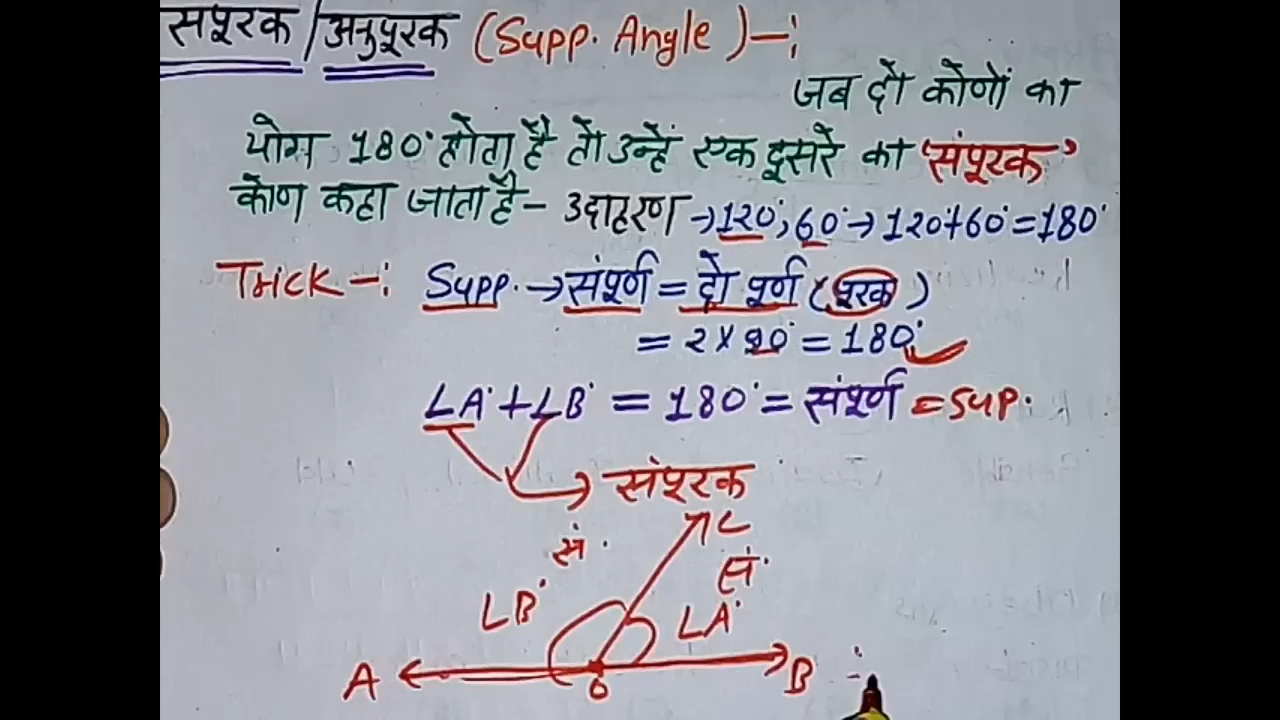 संपूरक/अनुपूरक (Supp. Angle) -:
जब दो कोणों का
योग 180° होता है तो उन्हें एक दूसरे का 'संपूरक'
कोण कहा जाता है - उदाहरण → 120°, 60° → 120+60° = 180°
Trick -: Supp. → संपूर्ण = दो पूर्ण (पूरक)
= 2 × 90° = 180°
∠A° + ∠B° = 180° = संपूर्ण = Sup.
संपूरक
C
सं.
सं.
∠B°
∠A°
A
O
B